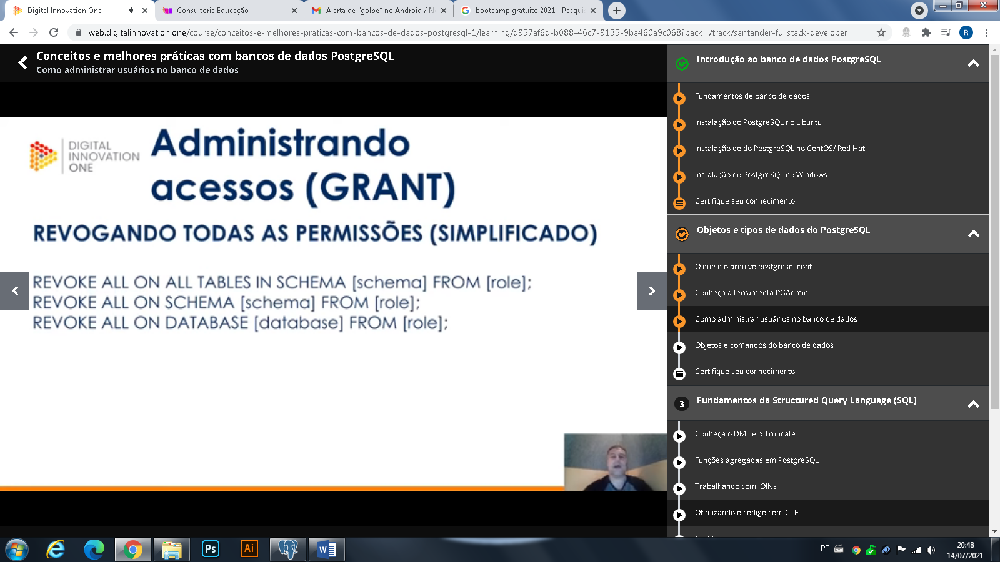 Digital Innovation One
Consultoria Educação
Alerta de "golpe" no Android / N
bootcamp gratuito 2021 - Pesqui
web.digitalinnovation.one/course/conceitos-e-melhores-praticas-com-bancos-de-dados-postgresql-1/learning/d957af6d-b088-46c7-9135-9ba460a9c068?back=/track/santander-fullstack-developer
R
Conceitos e melhores práticas com bancos de dados PostgreSQL
Como administrar usuários no banco de dados
DIGITAL
INNOVATION
ONE
Administrando
acessos (GRANT)
REVOGANDO TODAS AS PERMISSÕES (SIMPLIFICADO)
REVOKE ALL ON ALL TABLES IN SCHEMA [schema] FROM [role];
REVOKE ALL ON SCHEMA [schema] FROM [role];
REVOKE ALL ON DATABASE [database] FROM [role];
Introdução ao banco de dados PostgreSQL
Fundamentos de banco de dados
Instalação do PostgreSQL no Ubuntu
Instalação do do PostgreSQL no CentOS/ Red Hat
Instalação do PostgreSQL no Windows
Certifique seu conhecimento
Objetos e tipos de dados do PostgreSQL
O que é o arquivo postgresql.conf
Conheça a ferramenta PGAdmin
Como administrar usuários no banco de dados
Objetos e comandos do banco de dados
Certifique seu conhecimento
3
Fundamentos da Structured Query Language (SQL)
Conheça o DML e o Truncate
Funções agregadas em PostgreSQL
Trabalhando com JOINs
Otimizando o código com CTE
Ps
Ai
W
PT
20:48
14/07/2021